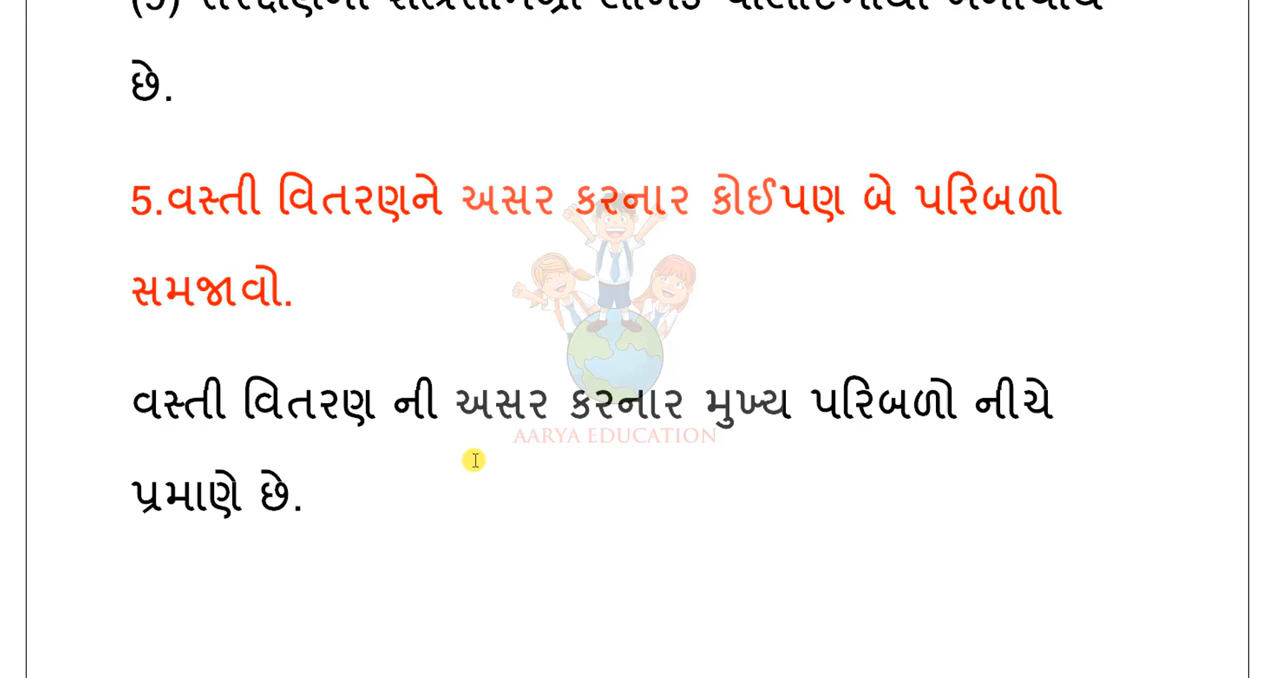 છે.
5.વસ્તી વિતરણને અસર કરનાર કોઈપણ બે પરિબળો
સમજાવો.
વસ્તી વિતરણ ની અસર કરનાર મુખ્ય પરિબળો નીચે
AARYA EDUCATION
પ્રમાણે છે.